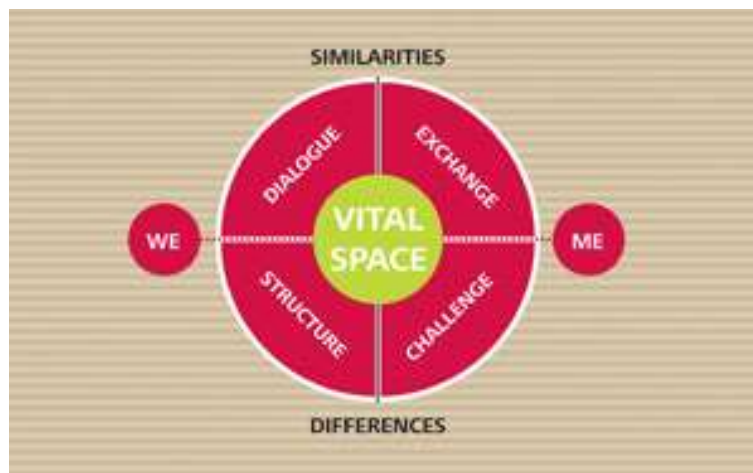 SIMILARITIES
DIALOGUE
EXCHANGE
WE
VITAL
SPACE
ME
STRUCTURE
CHALLENGE
DIFFERENCES